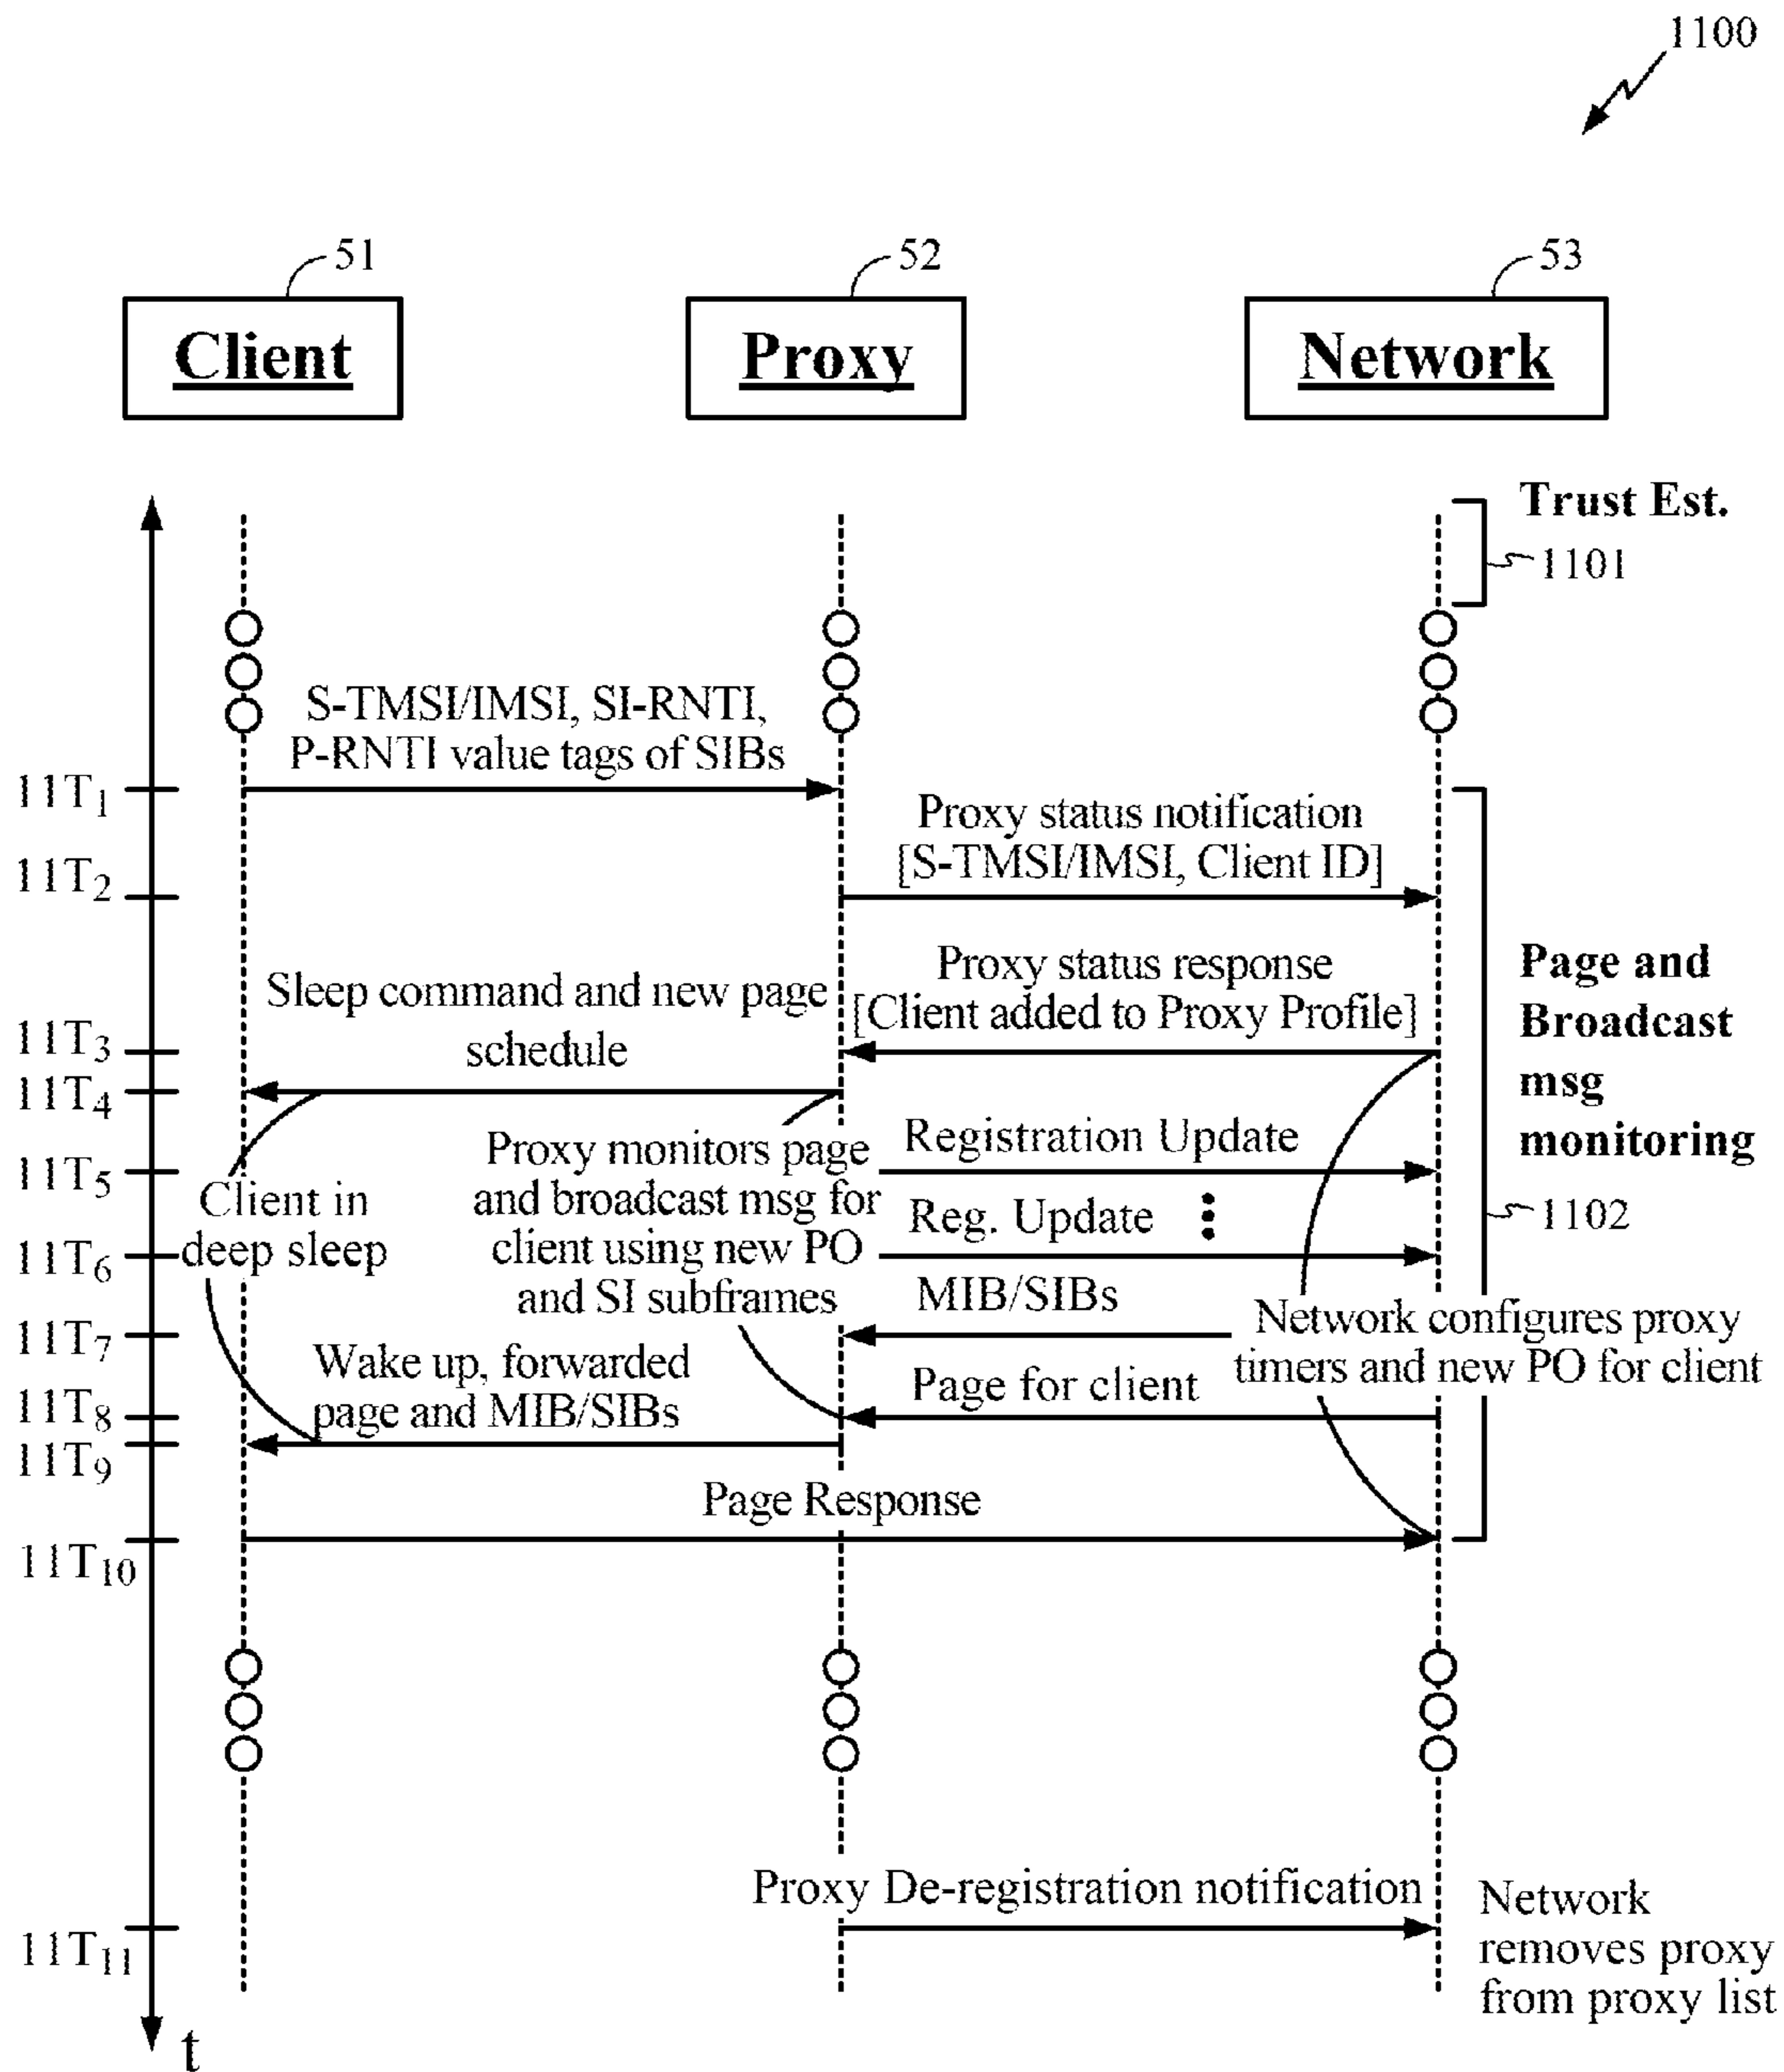 1100
51
52
53
Client
Proxy
Network
Trust Est.
1101
S-TMSI/IMSI, SI-RNTI,
P-RNTI value tags of SIBs
11T1
Proxy status notification
[S-TMSI/IMSI, Client ID]
11T2
Proxy status response
[Client added to Proxy Profile]
Sleep command and new page
schedule
11T3
11T4
Page and
Broadcast
msg
monitoring
1102
Registration Update
11T5
Client in
deep sleep
Proxy monitors page
and broadcast msg for
client using new PO
and SI subframes
Reg. Update
11T6
MIB/SIBs
11T7
Network configures proxy
timers and new PO for client
Wake up, forwarded
page and MIB/SIBs
Page for client
11T8
11T9
Page Response
11T10
Proxy De-registration notification
11T11
Network
removes proxy
from proxy list
t